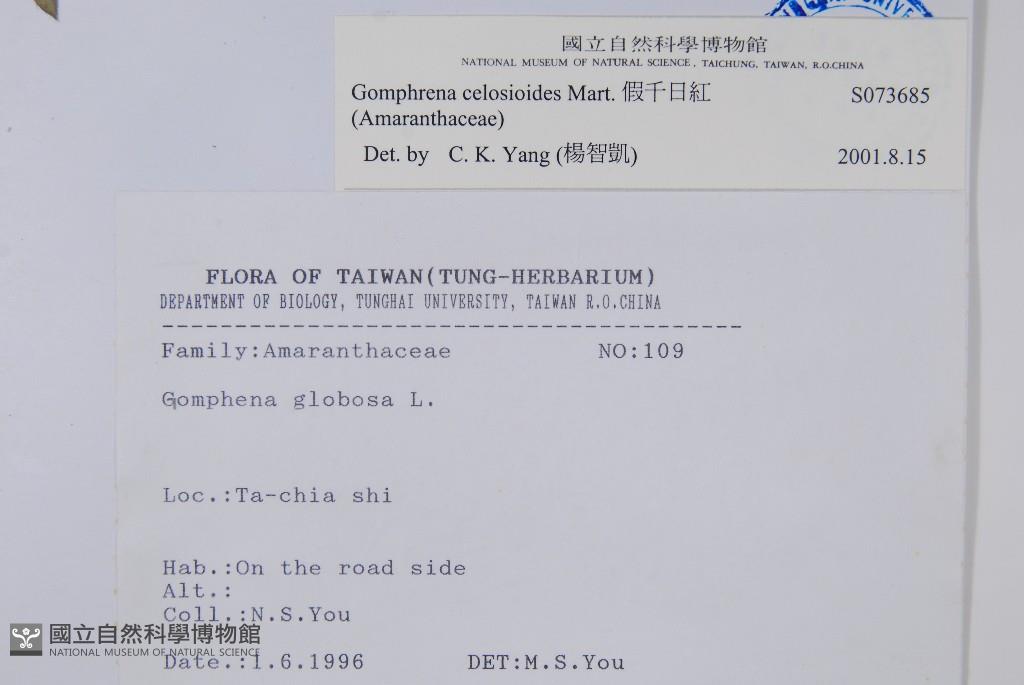 UNIVE
國立自然科學博物館
NATIONAL MUSEUM OF NATURAL SCIENCE, TAICHUNG, TAIWAN, R.O.CHINA
Gomphrena celosioides Mart. 假千日紅 S073685
(Amaranthaceae)
Det. by C. K. Yang (楊智凱) 2001.8.15
FLORA OF TAIWAN(TUNG-HERBARIUM)
DEPARTMENT OF BIOLOGY, TUNGHAI UNIVERSITY, TAIWAN R.O.CHINA
----------------------------------------
Family:Amaranthaceae NO:109
Gomphena globosa L.
Loc.:Ta-chia shi
Hab.:On the road side
Alt.:
Coll.:N.S.You
Date.:1.6.1996 DET:M.S.You
國立自然科學博物館
NATIONAL MUSEUM OF NATURAL SCIENCE